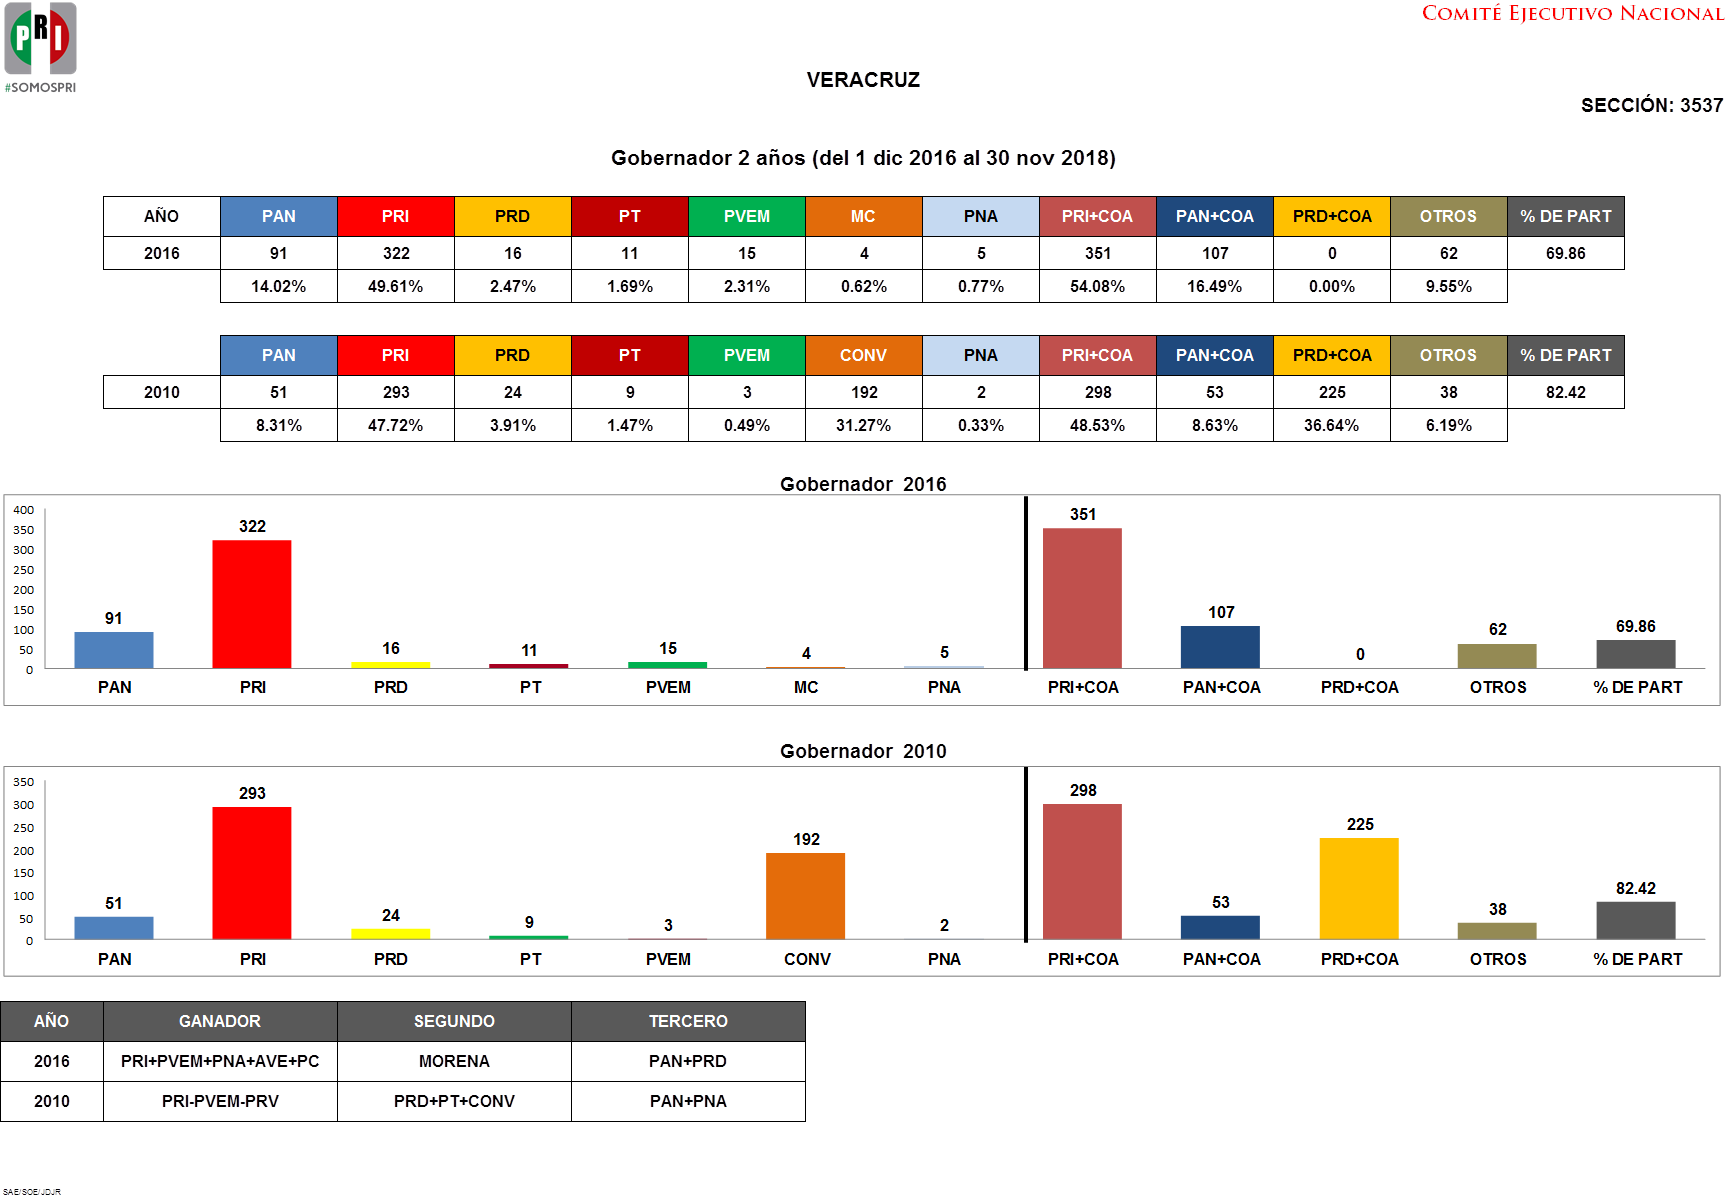 PRI
#SOMOSPRI
COMITÉ EJECUTIVO NACIONAL
VERACRUZ
SECCIÓN: 3537
Gobernador 2 años (del 1 dic 2016 al 30 nov 2018)
AÑO PAN PRI PRD PT PVEM MC PNA PRI+COA PAN+COA PRD+COA OTROS % DE PART
2016 91 322 16 11 15 4 5 351 107 0 62 69.86
14.02% 49.61% 2.47% 1.69% 2.31% 0.62% 0.77% 54.08% 16.49% 0.00% 9.55%
PAN PRI PRD PT PVEM CONV PNA PRI+COA PAN+COA PRD+COA OTROS % DE PART
2010 51 293 24 9 3 192 2 298 53 225 38 82.42
8.31% 47.72% 3.91% 1.47% 0.49% 31.27% 0.33% 48.53% 8.63% 36.64% 6.19%
Gobernador 2016
400
350
300
250
200
150
100
50
0
91 322 16 11 15 4 5 351 107 0 62 69.86
PAN PRI PRD PT PVEM MC PNA PRI+COA PAN+COA PRD+COA OTROS % DE PART
Gobernador 2010
350
300
250
200
150
100
50
0
51 293 24 9 3 192 2 298 53 225 38 82.42
PAN PRI PRD PT PVEM CONV PNA PRI+COA PAN+COA PRD+COA OTROS % DE PART
AÑO GANADOR SEGUNDO TERCERO
2016 PRI+PVEM+PNA+AVE+PC MORENA PAN+PRD
2010 PRI-PVEM-PRV PRD+PT+CONV PAN+PNA
SAE/SOE/JDJR